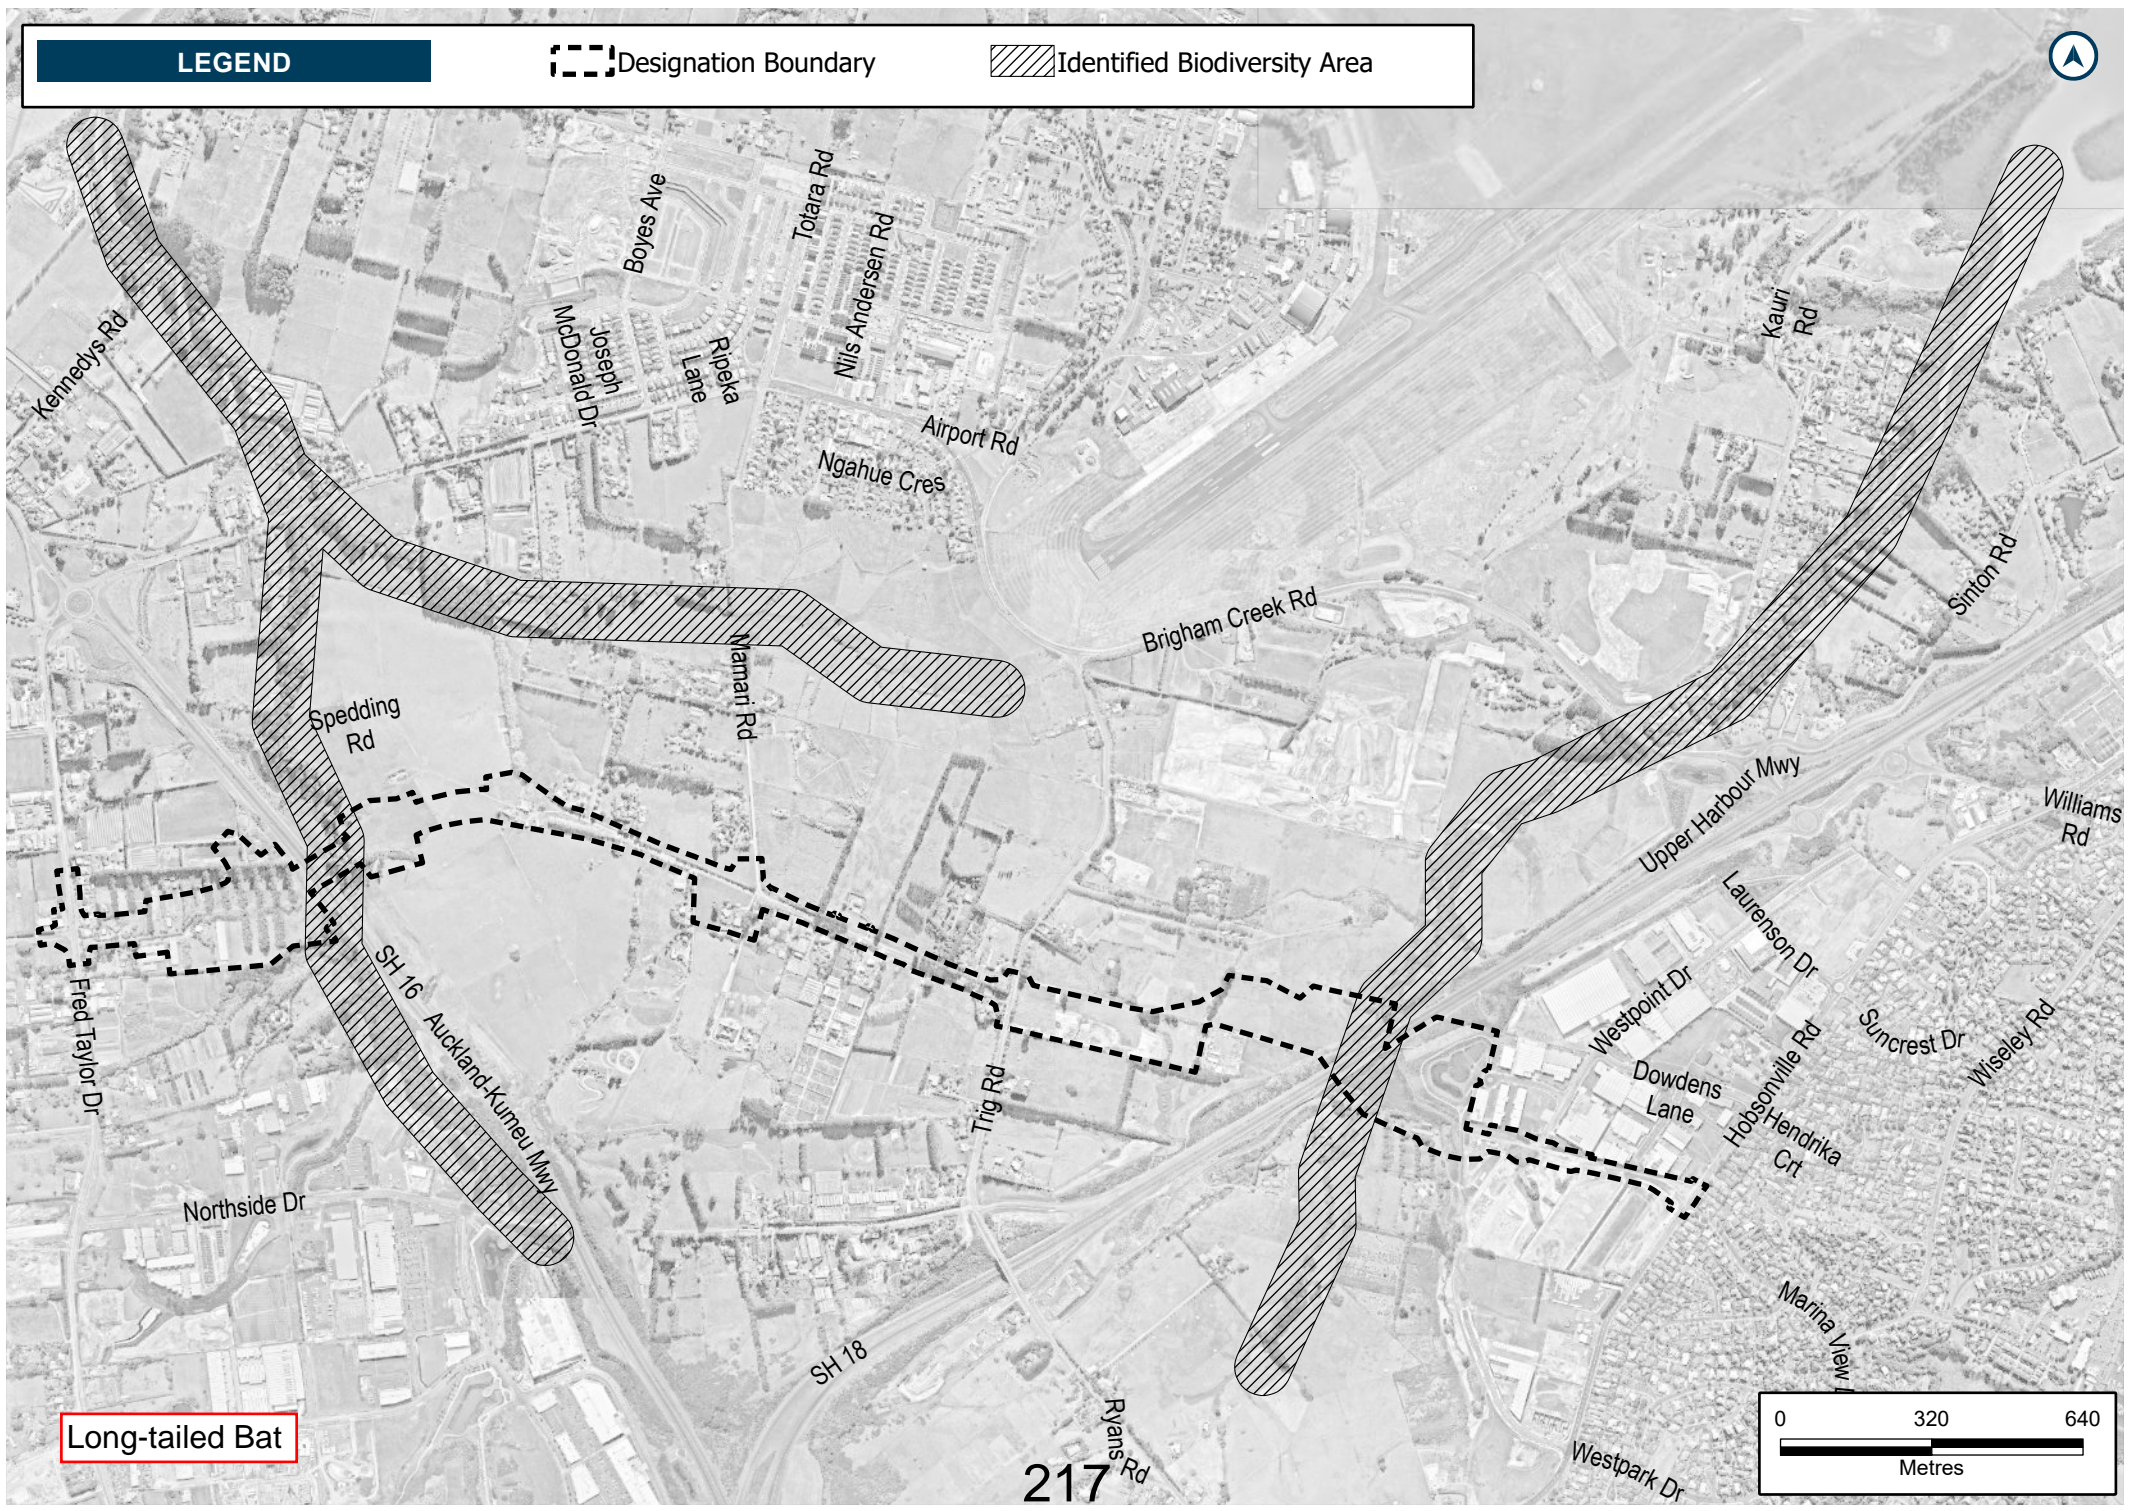 LEGEND
Designation Boundary
Identified Biodiversity Area
Boyes Ave
Totara Rd
Nils Andersen Rd
Kauri
Rd
Kennedys Rd
Joseph
McDonald Dr
Ripeka
Lane
Airport Rd
Ngahue Cres
Sinton Rd
Brigham Creek Rd
Mamari Rd
Spedding
Rd
Upper Harbour Mwy
Williams
Rd
Laurenson Dr
Westpoint Dr
Suncrest Dr
Wiseley Rd
SH 16
Auckland-Kumeu Mwy
Fred Taylor Dr
Trig Rd
Dowdens
Lane
Hobsonville Rd
Hendrika
Crt
Northside Dr
Marina View
SH 18
Ryans Rd
Westpark Dr
Long-tailed Bat
217
0 320 640
Metres